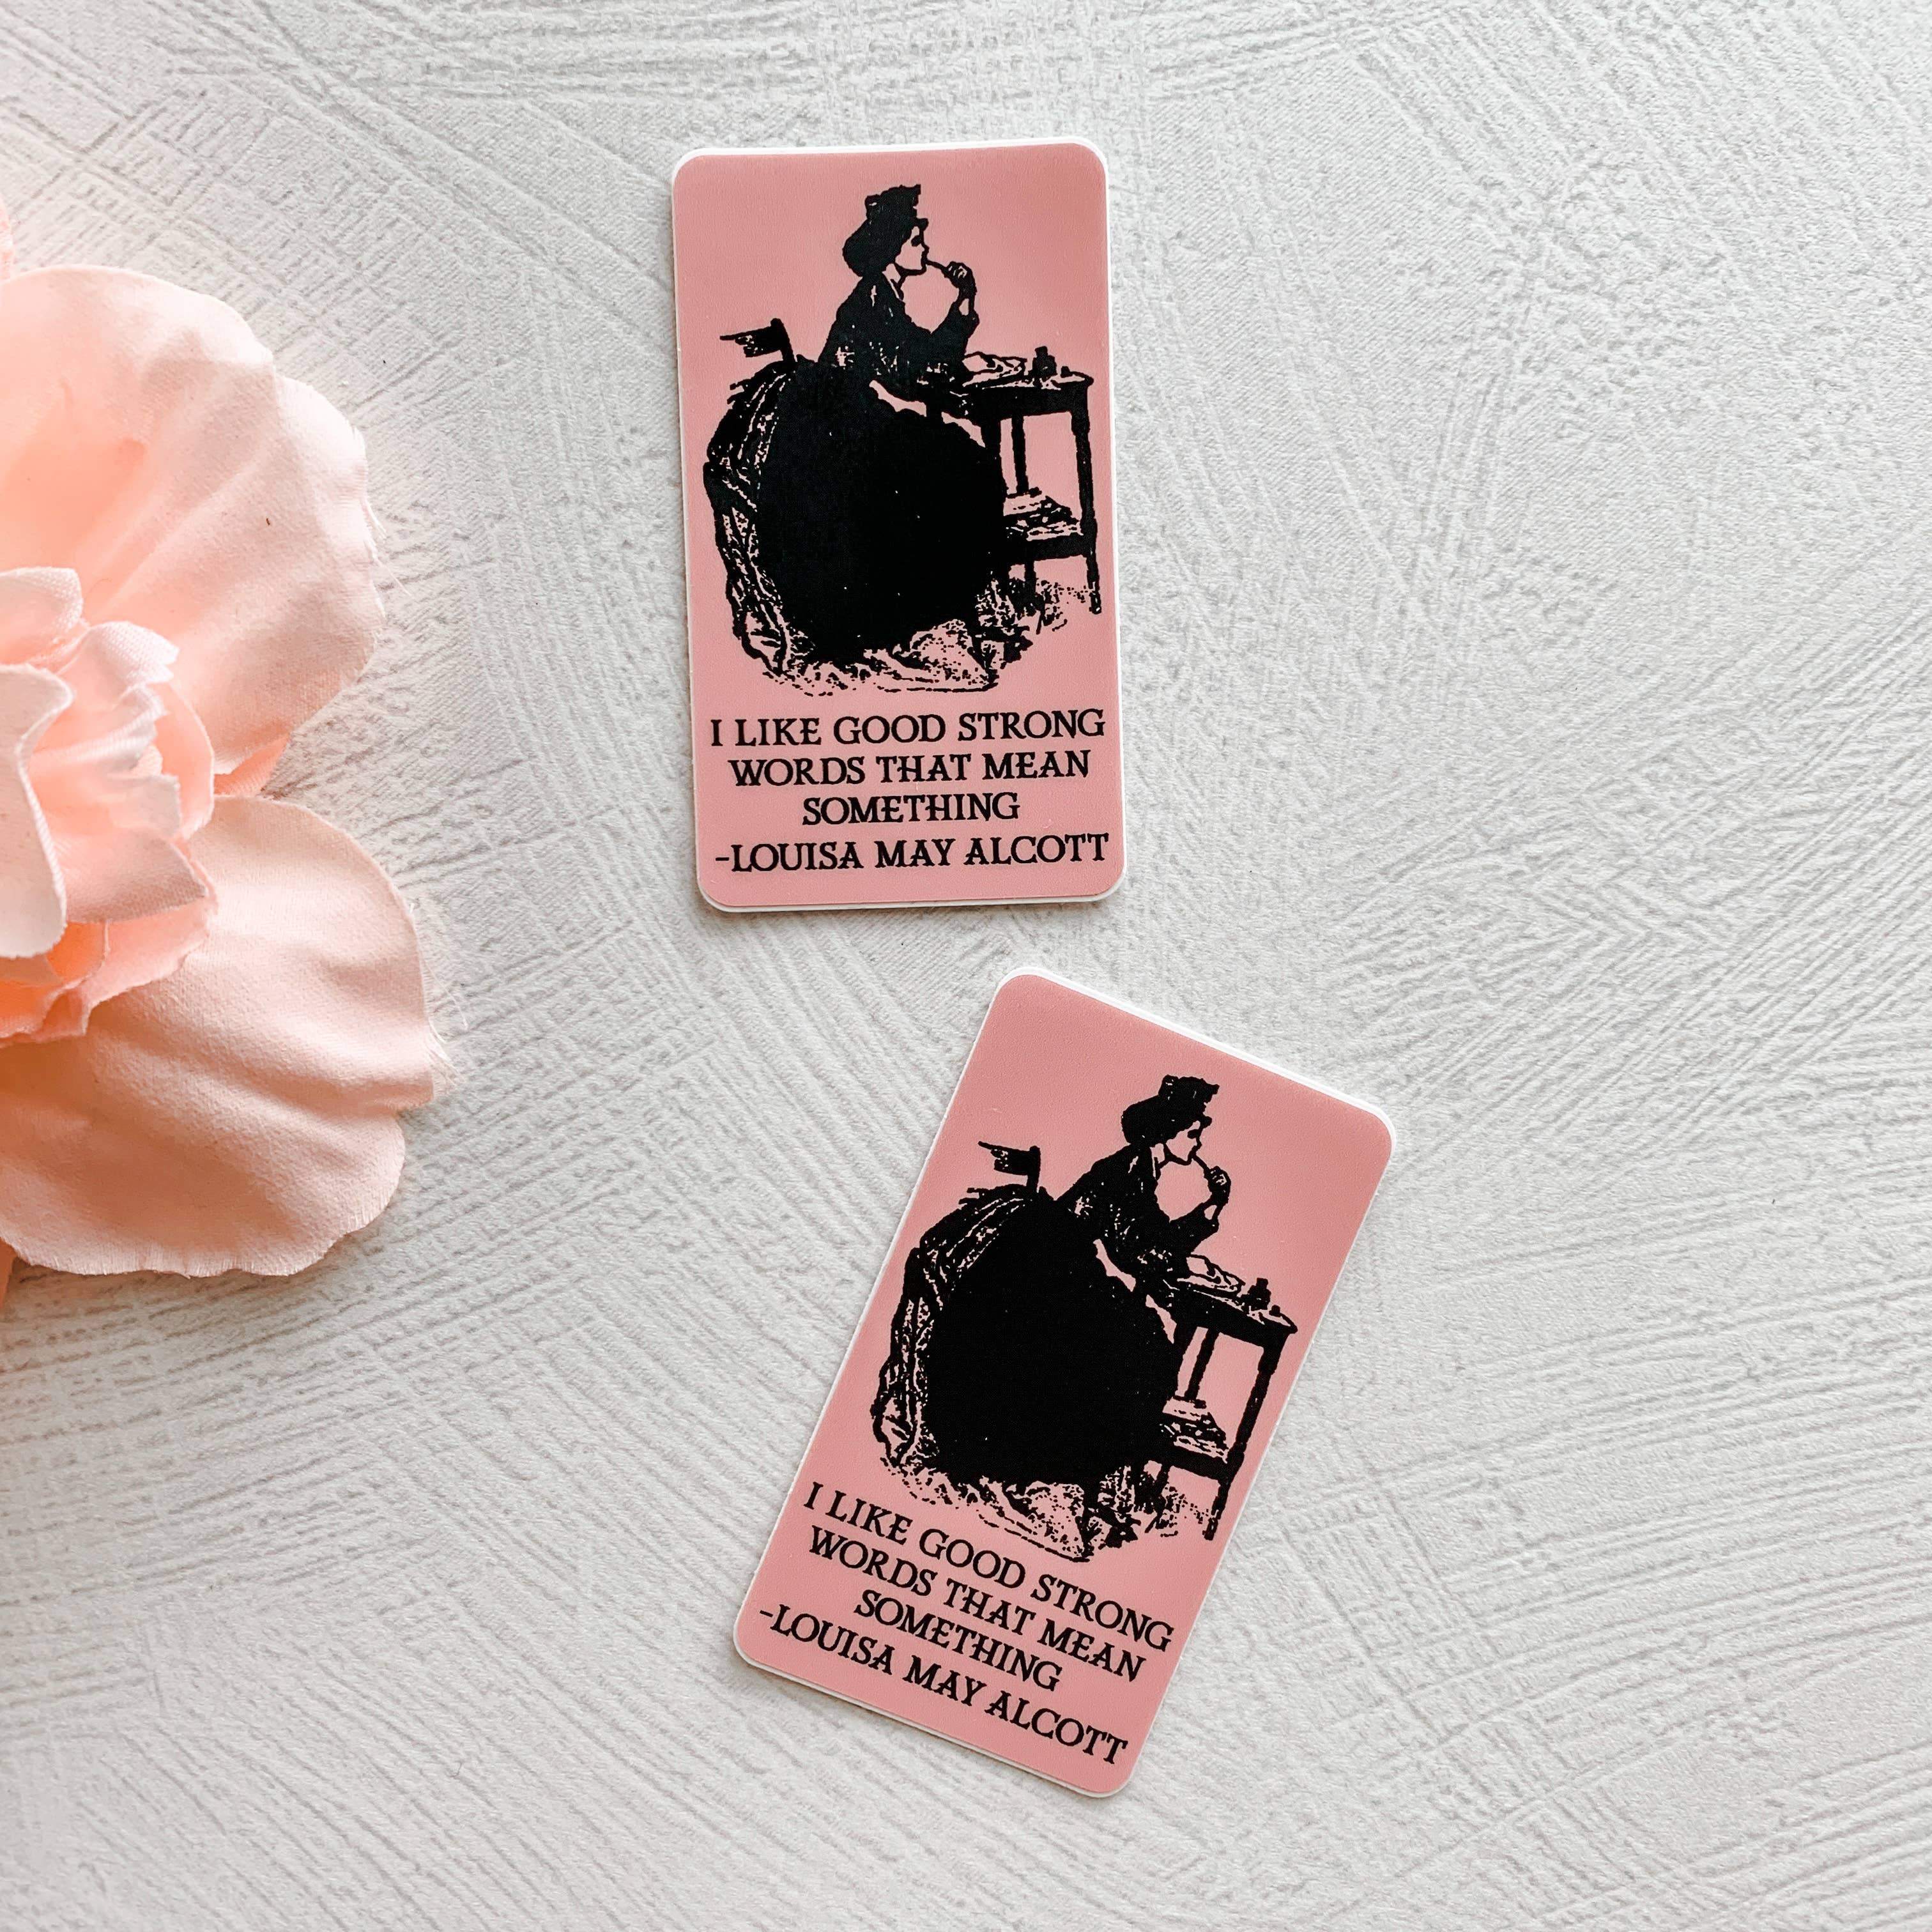 I LIKE GOOD STRONG
WORDS THAT MEAN
SOMETHING
-LOUISA MAY ALCOTT
I LIKE GOOD STRONG
WORDS THAT MEAN
SOMETHING
-LOUISA MAY ALCOTT